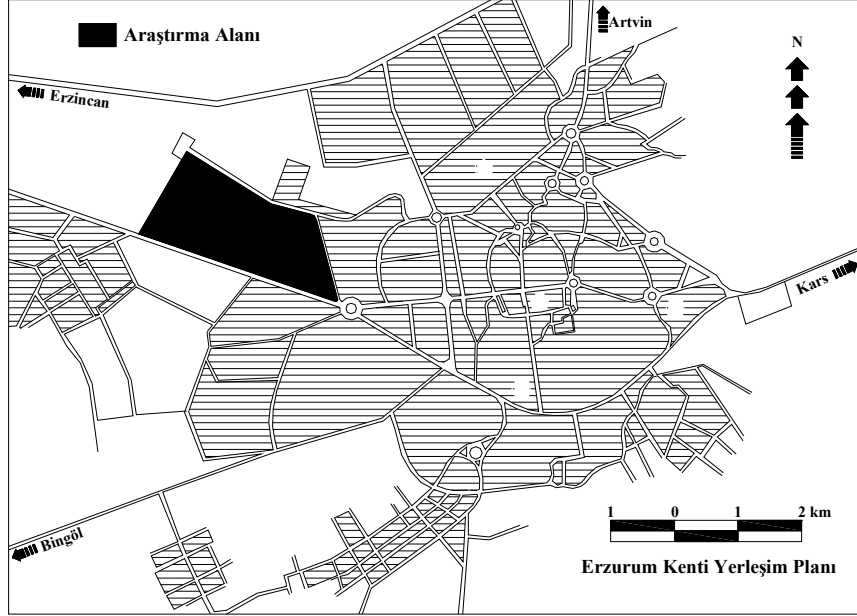 Araştırma Alanı
Artvin
N
Erzincan
Kars
1 0 1 2 km
Bingöl
Erzurum Kenti Yerleşim Planı